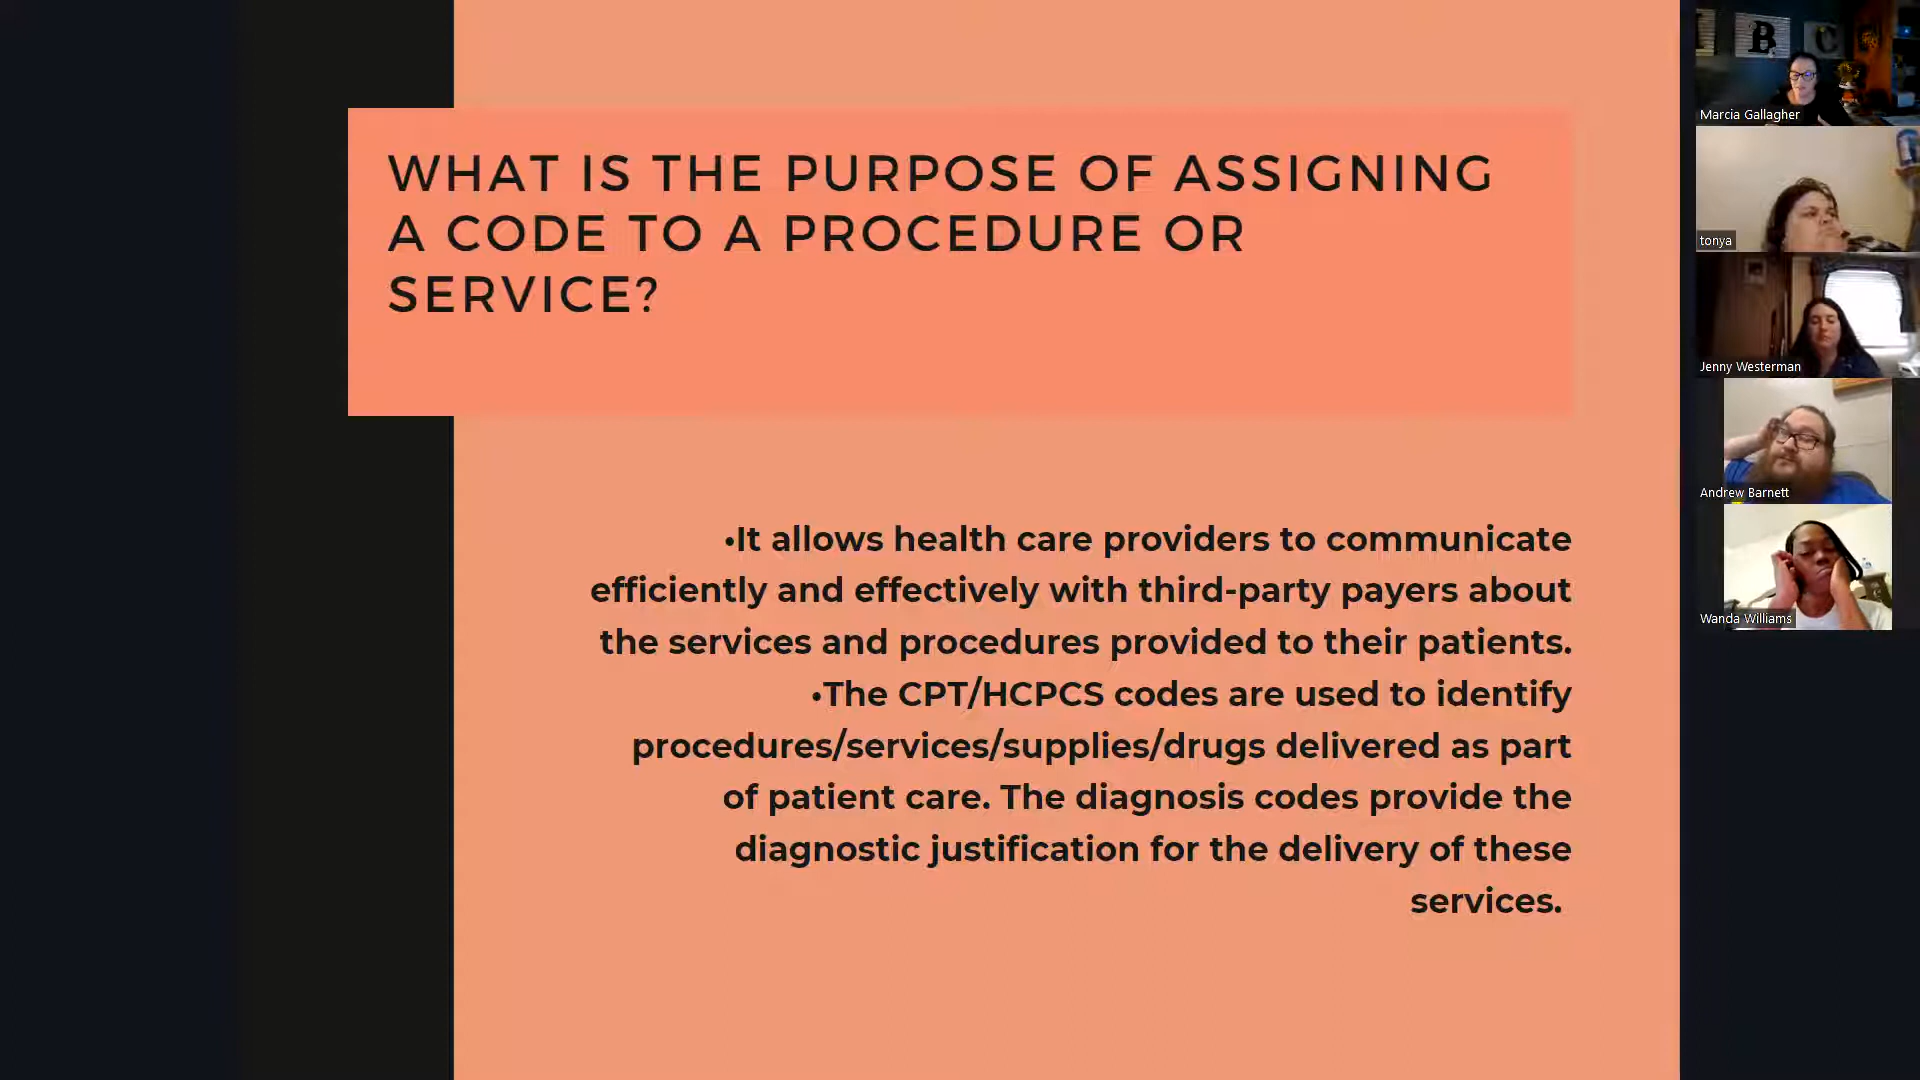 WHAT IS THE PURPOSE OF ASSIGNING
A CODE TO A PROCEDURE OR
SERVICE?
•It allows health care providers to communicate
efficiently and effectively with third-party payers about
the services and procedures provided to their patients.
•The CPT/HCPCS codes are used to identify
procedures/services/supplies/drugs delivered as part
of patient care. The diagnosis codes provide the
diagnostic justification for the delivery of these
services.
B
C
Marcia Gallagher
tonya
Jenny Westerman
Andrew Barnett
Wanda Williams